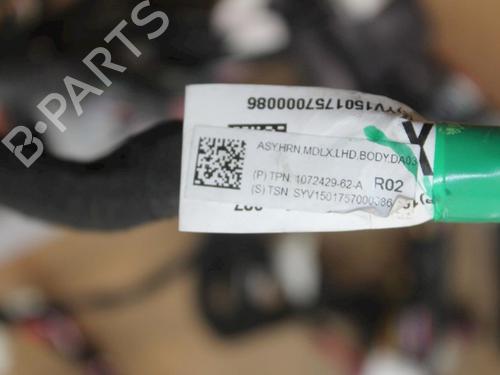 B-PARTS
SYV1501757000086
ASY.HRN.MDLX.LHD.BODY.DA03
(P) TPN 1072429-62-A R02
(S) TSN SYV1501757000086